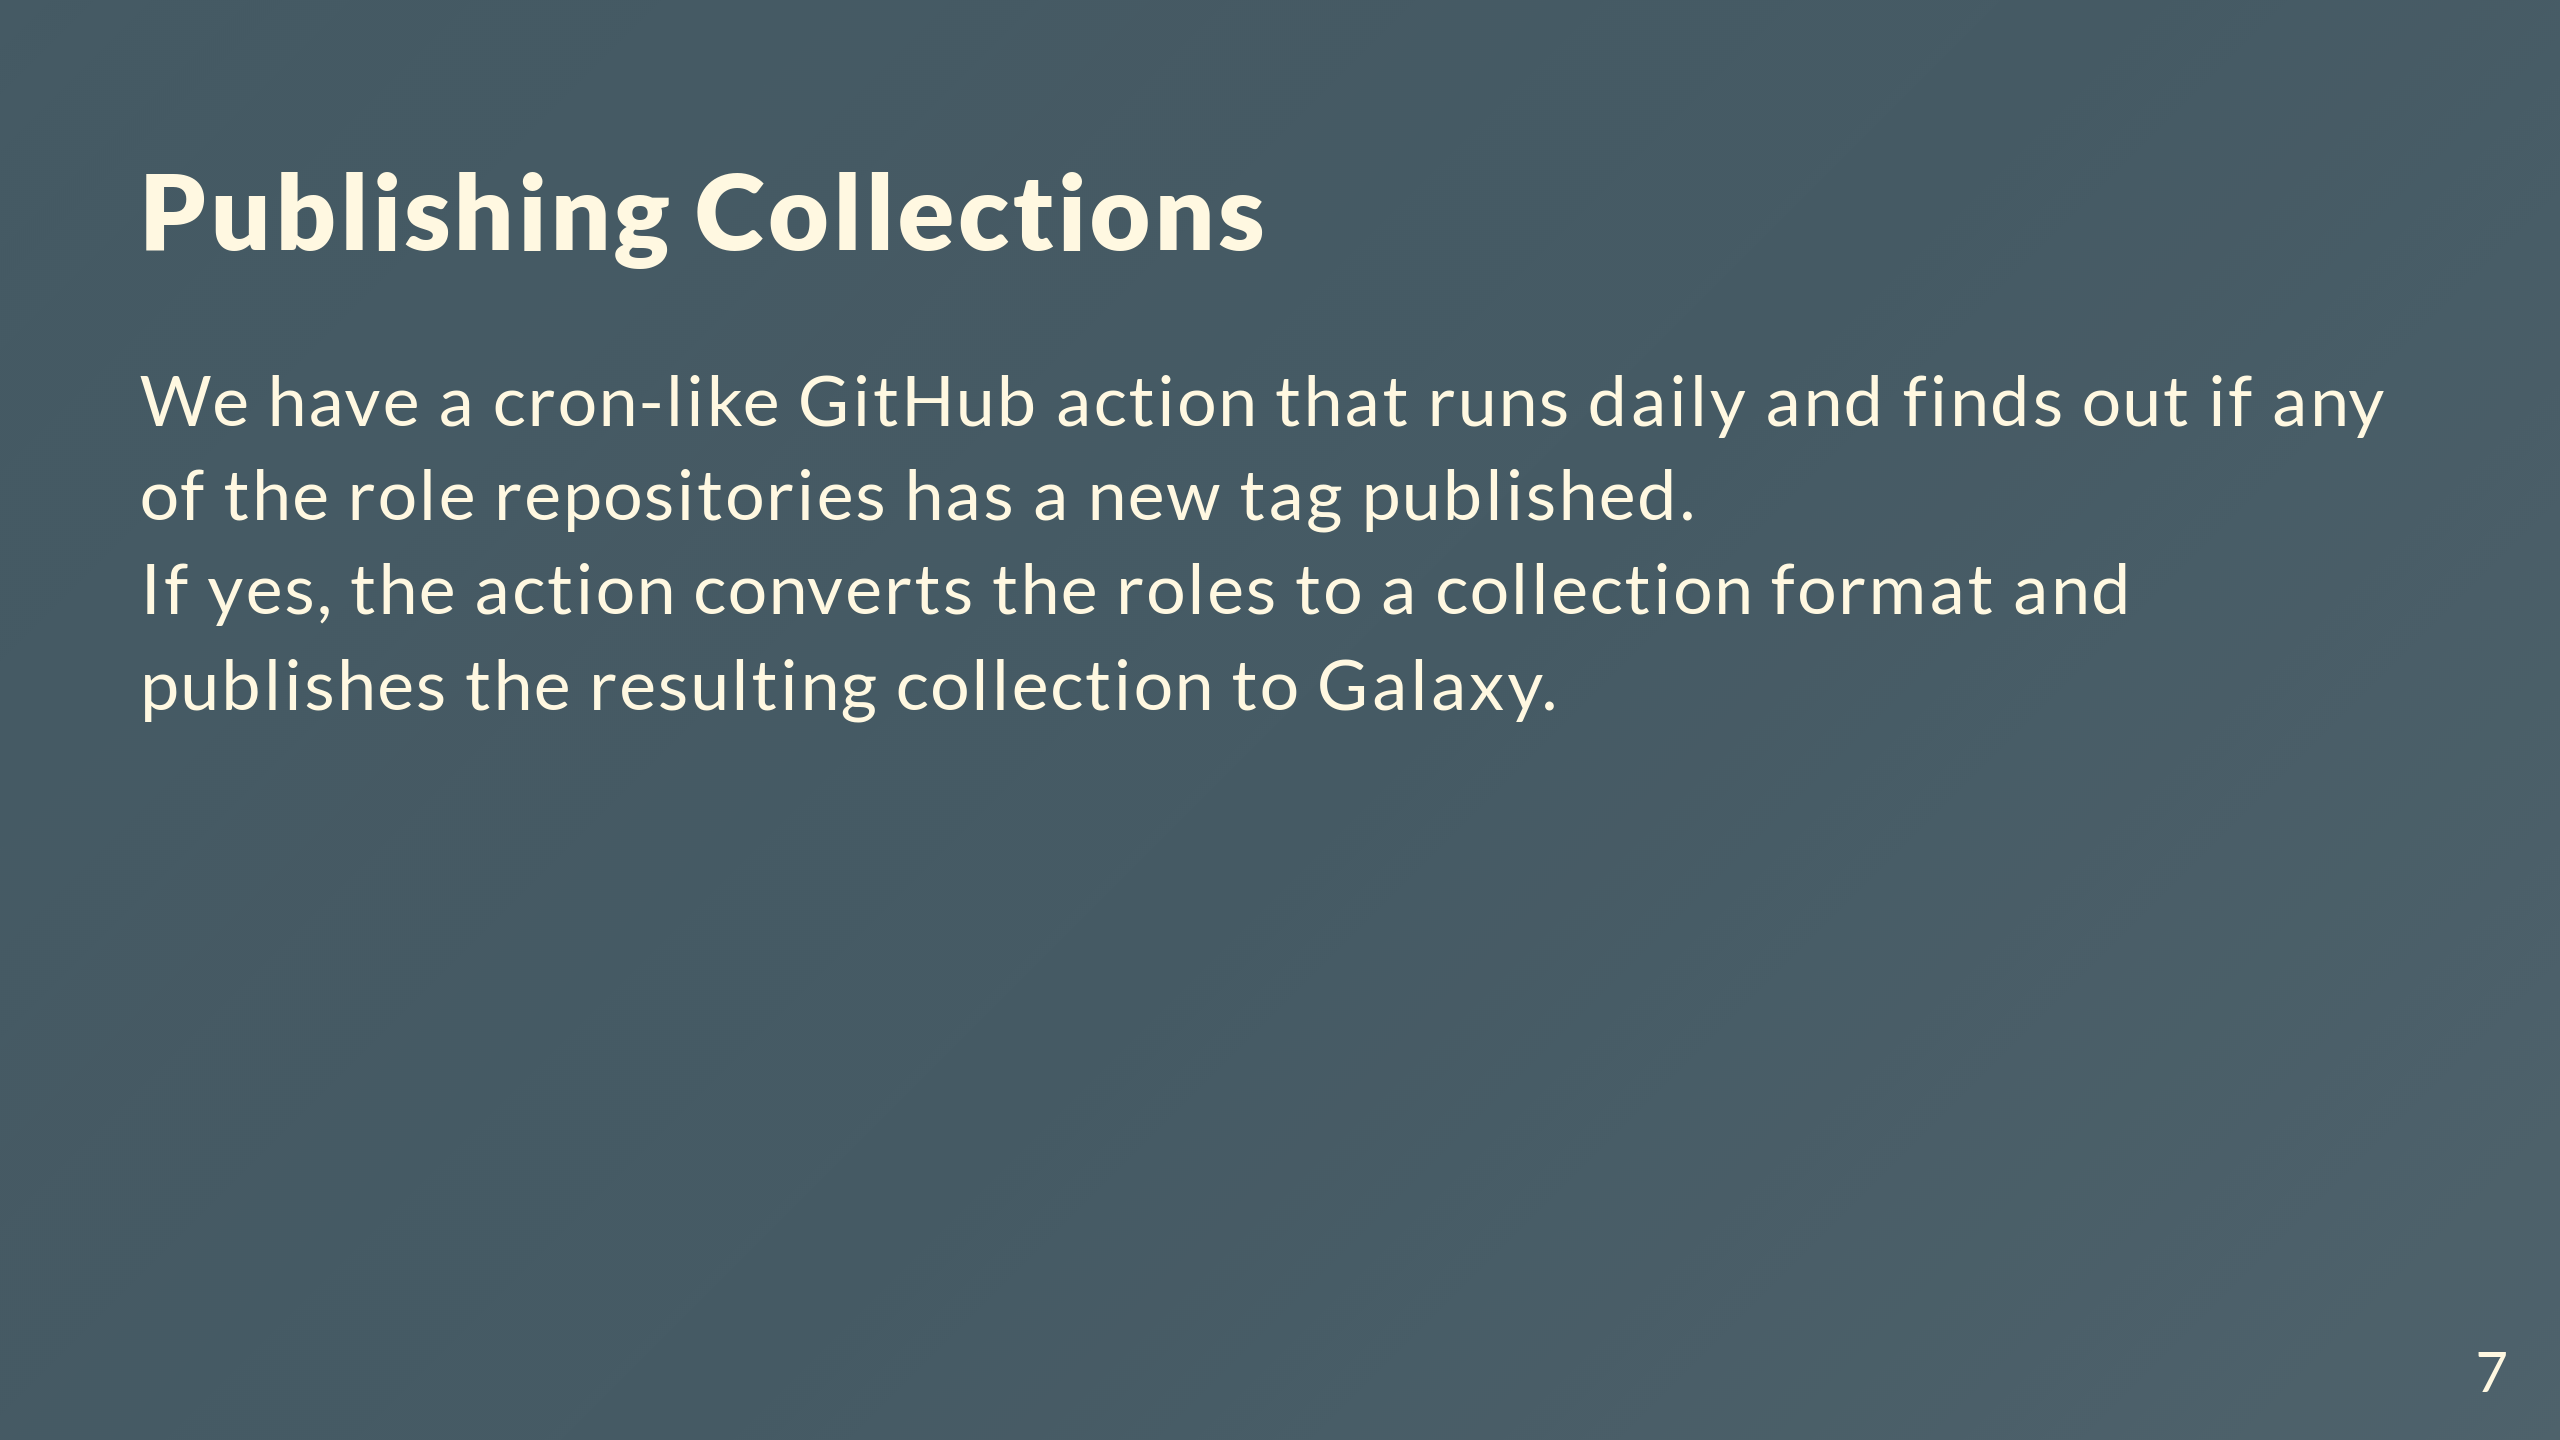 Publishing Collections
We have a cron-like GitHub action that runs daily and finds out if any
of the role repositories has a new tag published.
If yes, the action converts the roles to a collection format and
publishes the resulting collection to Galaxy.
7